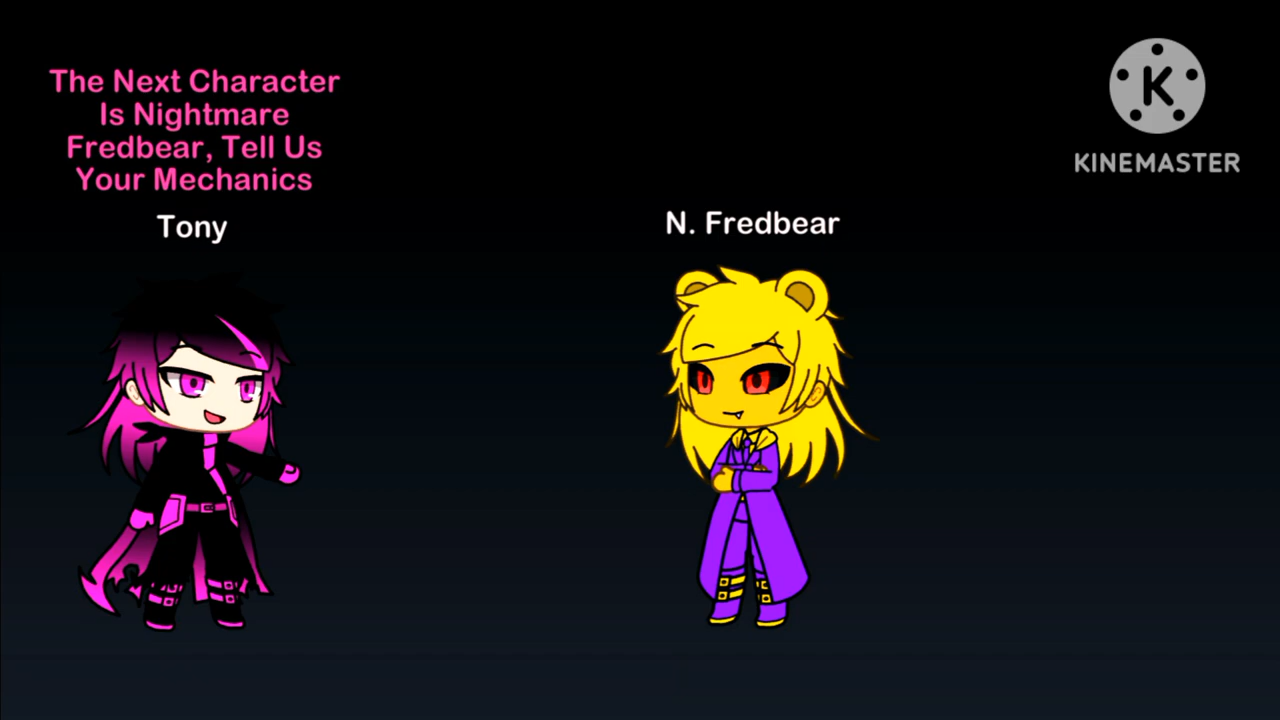 The Next Character
Is Nightmare
Fredbear, Tell Us
Your Mechanics
Tony
N. Fredbear
K
KINEMASTER